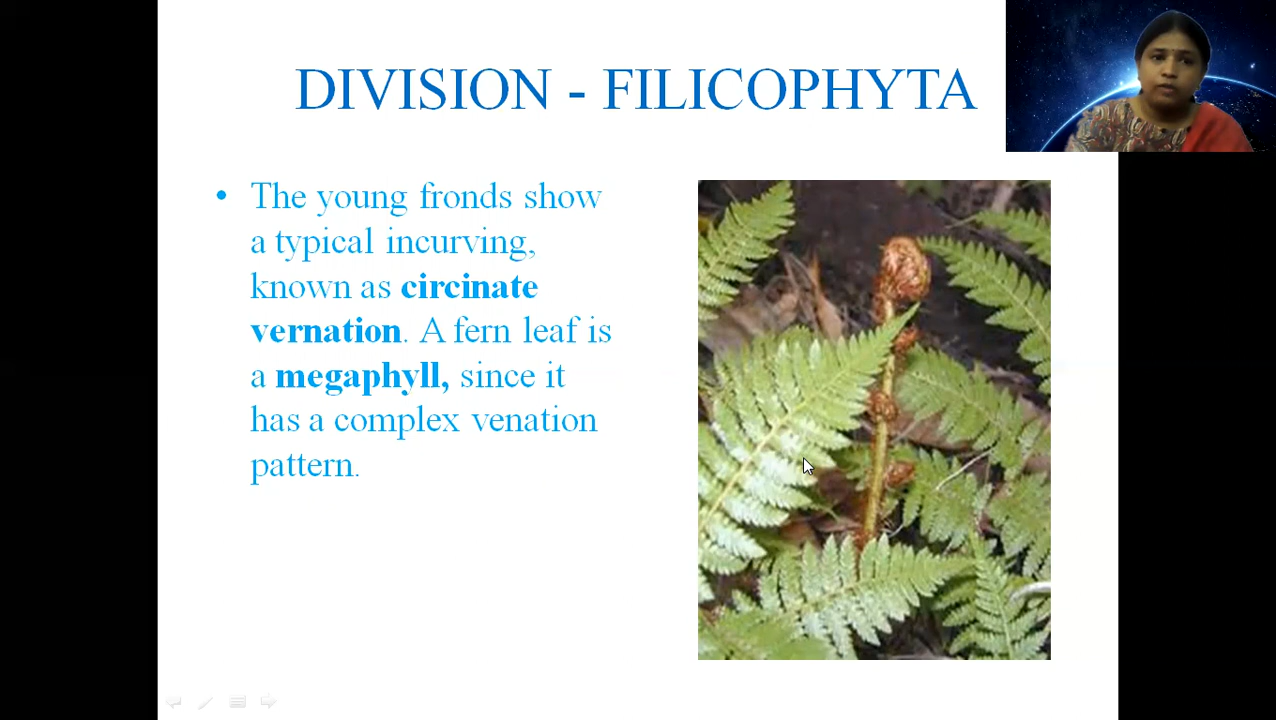 DIVISION - FILICOPHYTA
• The young fronds show
a typical incurving,
known as circinate
vernation. A fern leaf is
a megaphyll, since it
has a complex venation
pattern.